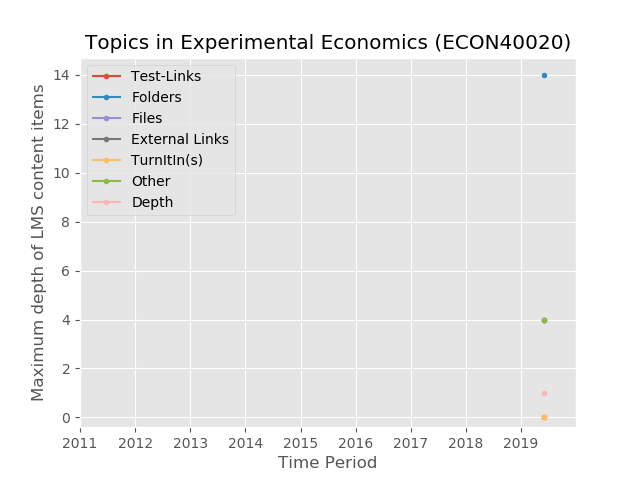 Topics in Experimental Economics (ECON40020)
Maximum depth of LMS content items
14
12
10
8
6
4
2
0
Test-Links
Folders
Files
External Links
TurnItIn(s)
Other
Depth
2011 2012 2013 2014 2015 2016 2017 2018 2019
Time Period